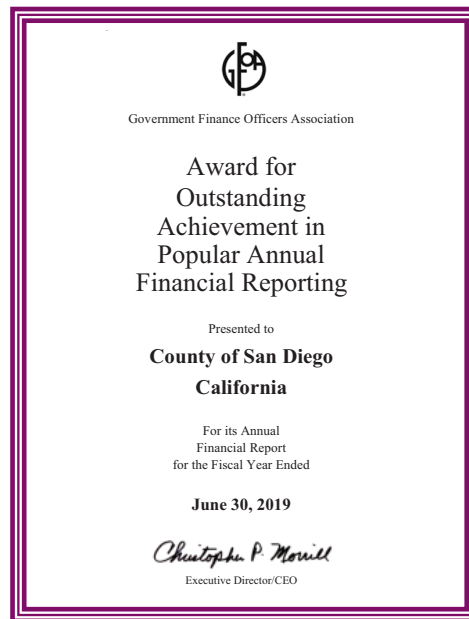 GFOA
Government Finance Officers Association
Award for
Outstanding
Achievement in
Popular Annual
Financial Reporting
Presented to
County of San Diego
California
For its Annual
Financial Report
for the Fiscal Year Ended
June 30, 2019
Christopher P. Morrill
Executive Director/CEO